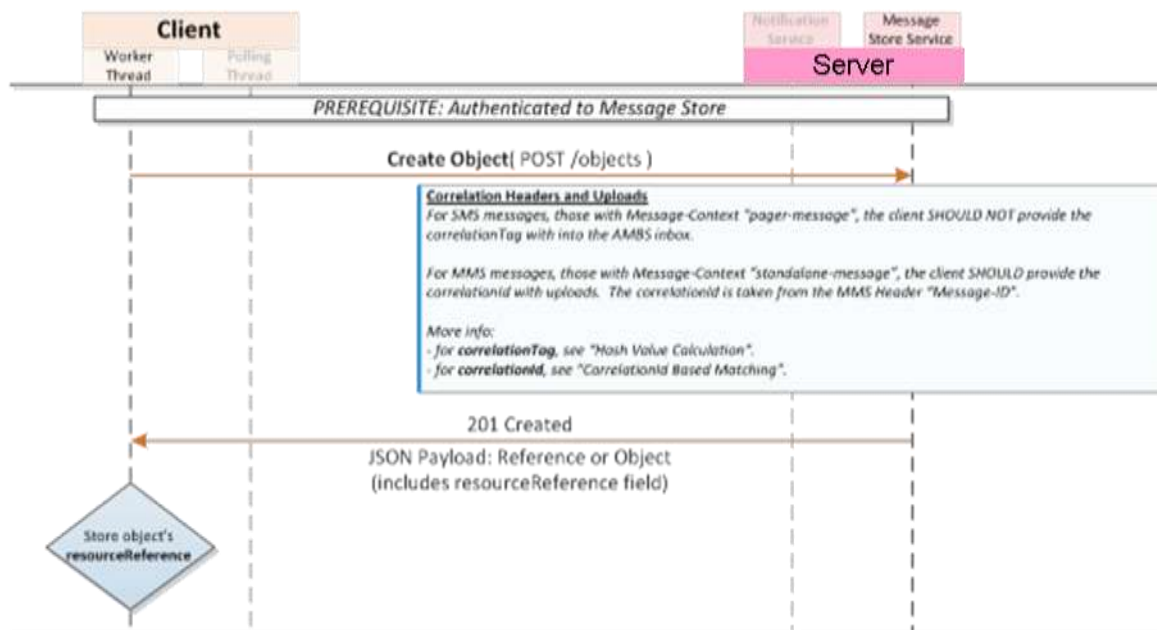 Client
Notification
Service
Message
Store Service
Worker
Thread
Polling
Thread
Server
PREREQUISITE: Authenticated to Message Store
Create Object( POST /objects )
Correlation Headers and Uploads
For SMS messages, those with Message-Context "pager-message", the client SHOULD NOT provide the
correlationTag with into the AMBS inbox.
For MMS messages, those with Message-Context "standalone-message", the client SHOULD provide the
correlationId with uploads. The correlationId is taken from the MMS Header "Message-ID".
More info:
- for correlationTag, see "Hash Value Calculation".
- for correlationId, see "CorrelationId Based Matching".
201 Created
JSON Payload: Reference or Object
(includes resourceReference field)
Store object's
resourceReference